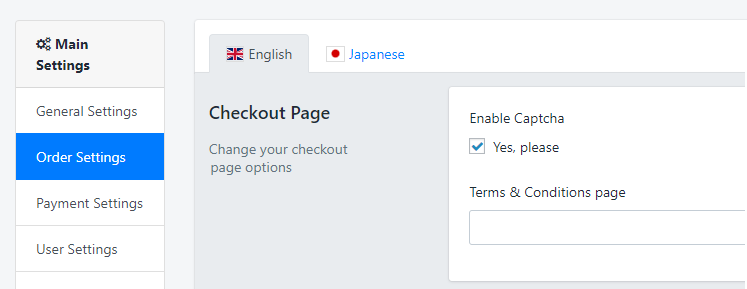 Main
Settings
General Settings
Order Settings
Payment Settings
User Settings
English
Japanese
Checkout Page
Change your checkout
page options
Enable Captcha
Yes, please
Terms & Conditions page